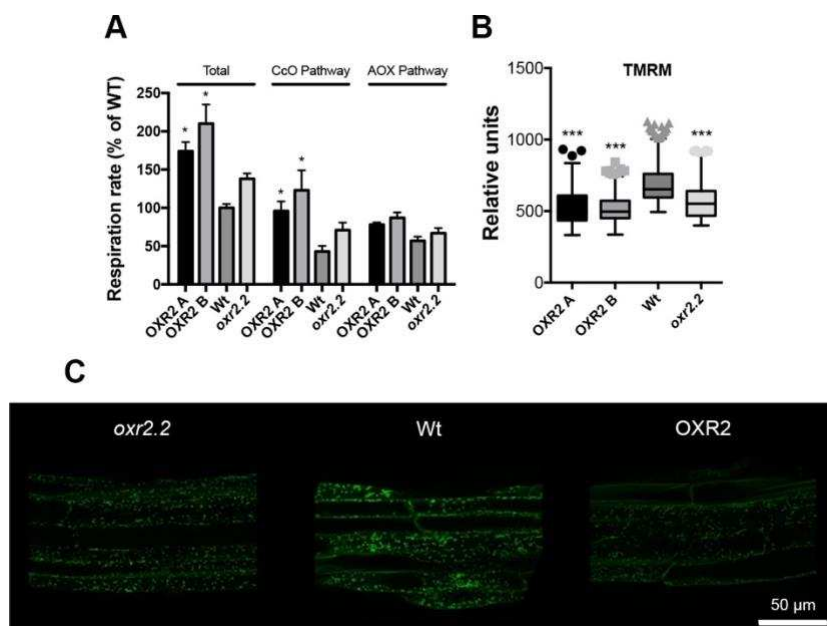 A
Total
CcO Pathway
AOX Pathway
Respiration rate (% of WT)
250
200
150
100
50
0
*
*
*
*
OXR2 A
OXR2 B
Wt
oxr2.2
OXR2 A
OXR2 B
Wt
oxr2.2
OXR2 A
OXR2 B
Wt
oxr2.2
B
TMRM
Relative units
1500
1000
500
0
***
***
***
OXR2 A
OXR2 B
Wt
oxr2.2
C
oxr2.2
Wt
OXR2
50 µm